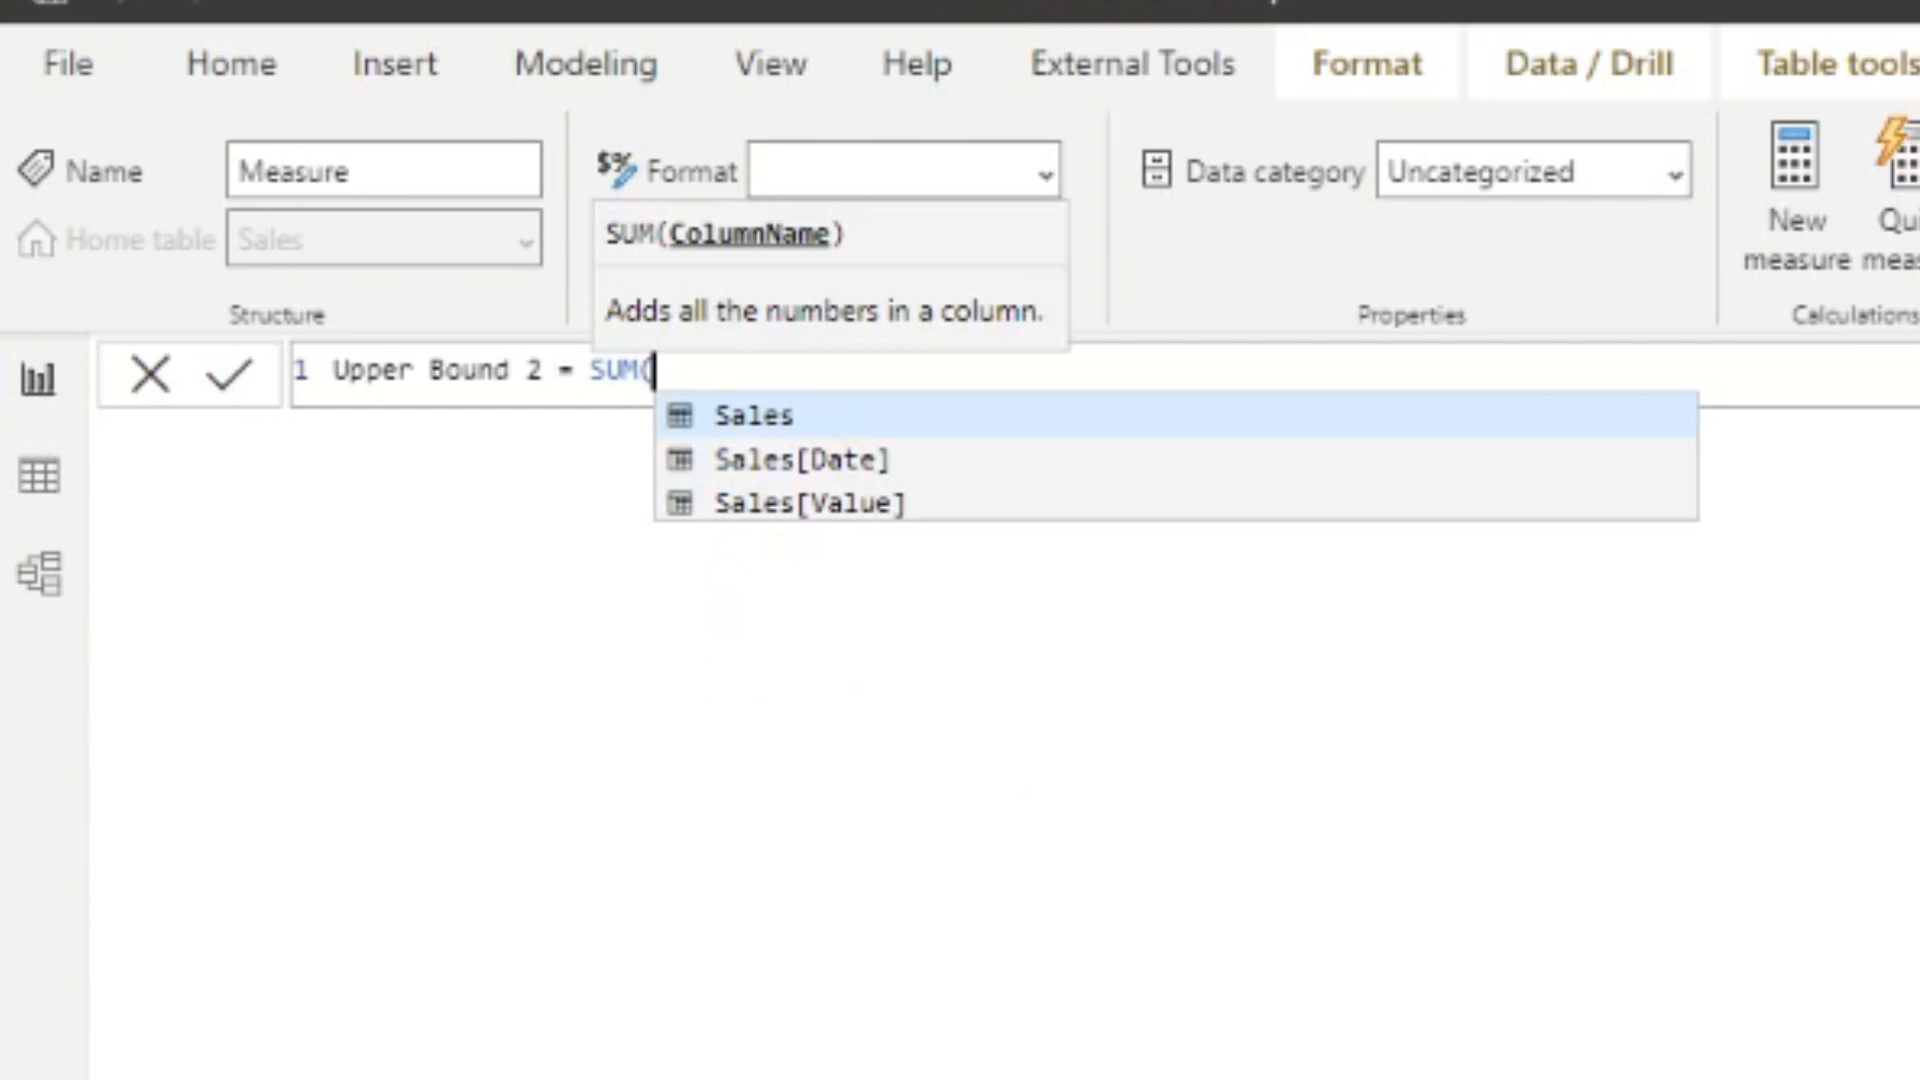 File Home Insert Modeling View Help External Tools Format Data / Drill Table tools
Name Measure
Home table Sales
Structure
$% Format
SUM(ColumnName)
Adds all the numbers in a column.
Data category Uncategorized
Properties
New
measure
Calculations
1 Upper Bound 2 = SUM(
Sales
Sales[Date]
Sales[Value]